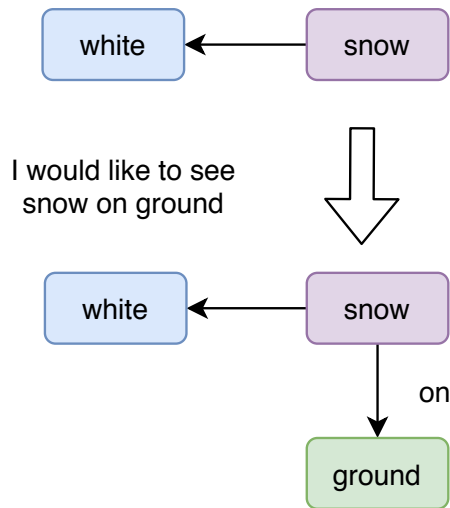 white
snow
I would like to see
snow on ground
white
snow
on
ground